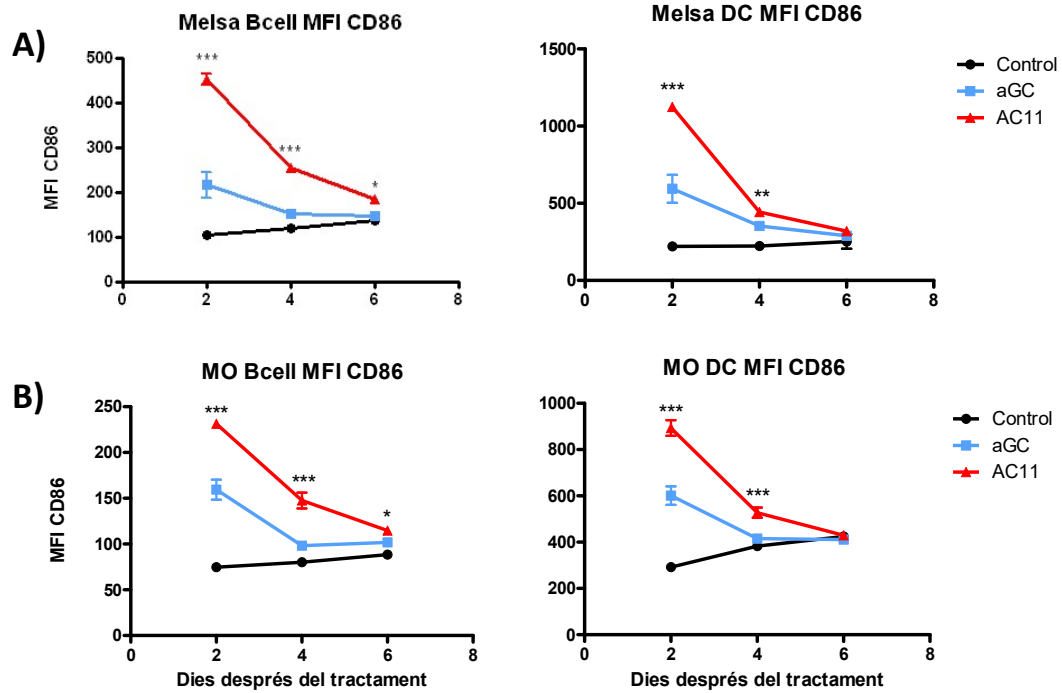 A)
Melsa Bcell MFI CD86
MFI CD86
500
400
300
200
100
0
***
***
*
0 2 4 6 8
Melsa DC MFI CD86
1500
1000
500
0
***
**
0 2 4 6 8
Control
aGC
AC11
B)
MO Bcell MFI CD86
MFI CD86
250
200
150
100
50
0
***
***
*
0 2 4 6 8
Dies després del tractament
MO DC MFI CD86
1000
800
600
400
200
0
***
***
0 2 4 6 8
Dies després del tractament
Control
aGC
AC11